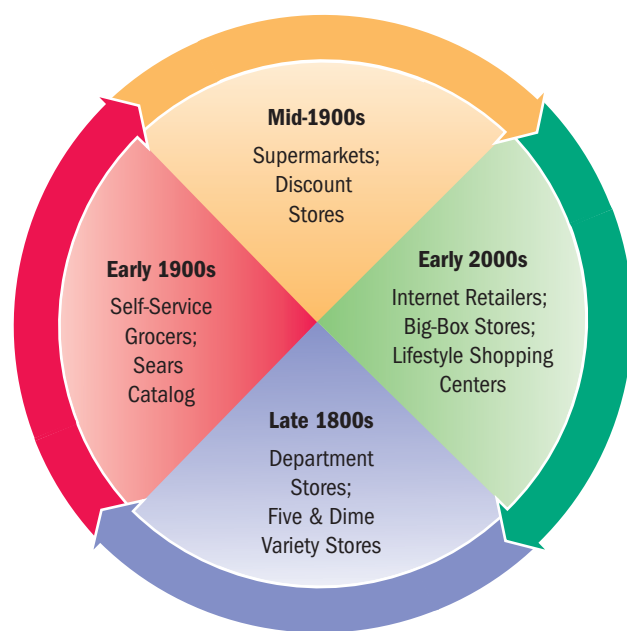 Mid-1900s
Supermarkets;
Discount
Stores
Early 1900s
Self-Service
Grocers;
Sears
Catalog
Early 2000s
Internet Retailers;
Big-Box Stores;
Lifestyle Shopping
Centers
Late 1800s
Department
Stores;
Five & Dime
Variety Stores